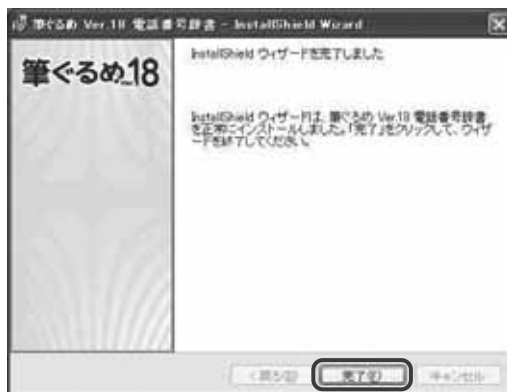 筆ぐるめ Ver.18 電話番号辞書 - InstallShield Wizard
筆ぐるめ18
InstallShield ウィザードを完了しました
InstallShield ウィザードは、筆ぐるめ Ver.18 電話番号辞書
を正常にインストールしました。「完了」をクリックして、ウィザ
ードを終了してください。
< 戻る(B)
完了(F)
キャンセル